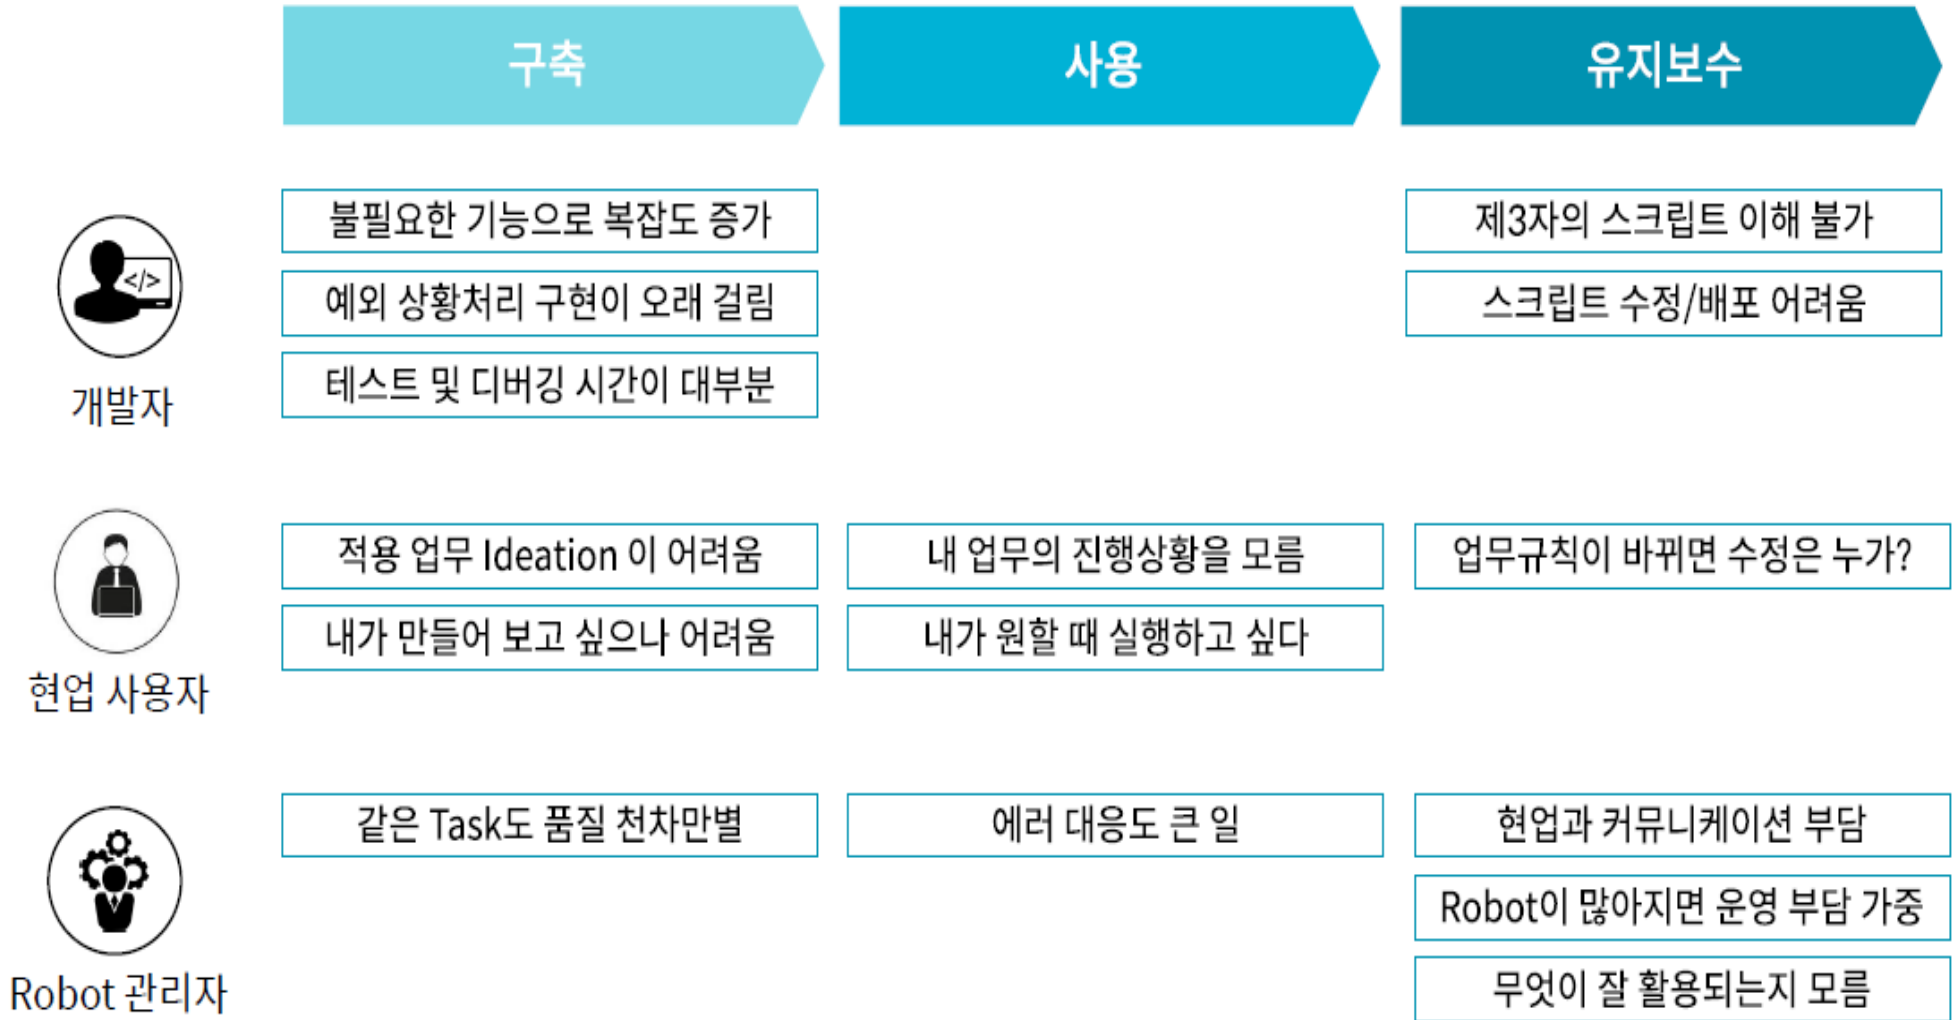 구축
사용
유지보수
불필요한 기능으로 복잡도 증가
예외 상황처리 구현이 오래 걸림
테스트 및 디버깅 시간이 대부분
제3자의 스크립트 이해 불가
스크립트 수정/배포 어려움
</>
개발자
적용 업무 Ideation 이 어려움
내가 만들어 보고 싶으나 어려움
내 업무의 진행상황을 모름
내가 원할 때 실행하고 싶다
업무규칙이 바뀌면 수정은 누가?
현업 사용자
같은 Task도 품질 천차만별
에러 대응도 큰 일
현업과 커뮤니케이션 부담
Robot이 많아지면 운영 부담 가중
무엇이 잘 활용되는지 모름
Robot 관리자